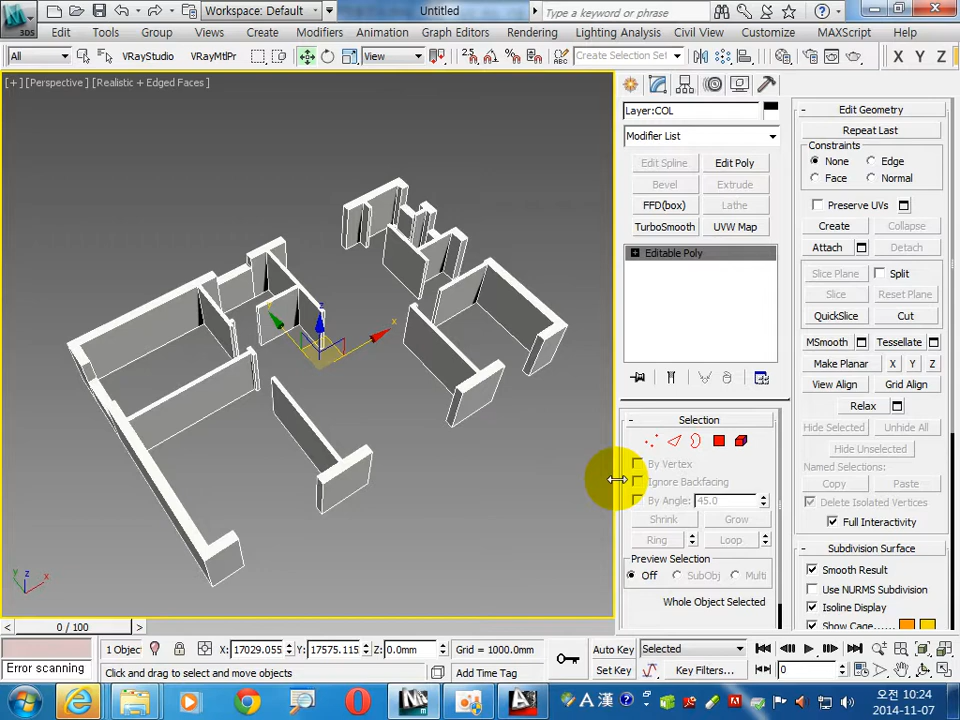 3DS Workspace: Default Untitled Type a keyword or phrase
Edit Tools Group Views Create Modifiers Animation Graph Editors Rendering Lighting Analysis Civil View Customize MAXScript Help
All VRayStudio VRayMtlPr View 2.5 Create Selection Set X Y Z
[+] [Perspective] [Realistic + Edged Faces]
Layer:COL
Modifier List
Edit Spline Edit Poly
Bevel Extrude
FFD(box) Lathe
TurboSmooth UVW Map
Editable Poly
- Selection
By Vertex
Ignore Backfacing
By Angle: 45.0
Shrink Grow
Ring Loop
Preview Selection
Off SubObj Multi
Whole Object Selected
- Edit Geometry
Repeat Last
Constraints
None Edge
Face Normal
Preserve UVs
Create Collapse
Attach Detach
Slice Plane Split
Slice Reset Plane
QuickSlice Cut
MSmooth Tessellate
Make Planar X Y Z
View Align Grid Align
Relax
Hide Selected Unhide All
Hide Unselected
Named Selections:
Copy Paste
Delete Isolated Vertices
Full Interactivity
- Subdivision Surface
Smooth Result
Use NURMS Subdivision
Isoline Display
Show Cage......
x
y
z
z
y
x
< 0 / 100 >
1 Object X: 17029.055 Y: 17575.115 Z: 0.0mm Grid = 1000.0mm Auto Key Selected
Error scanning Click and drag to select and move objects Add Time Tag Set Key Key Filters... 0
A 漢 오전 10:24
2014-11-07